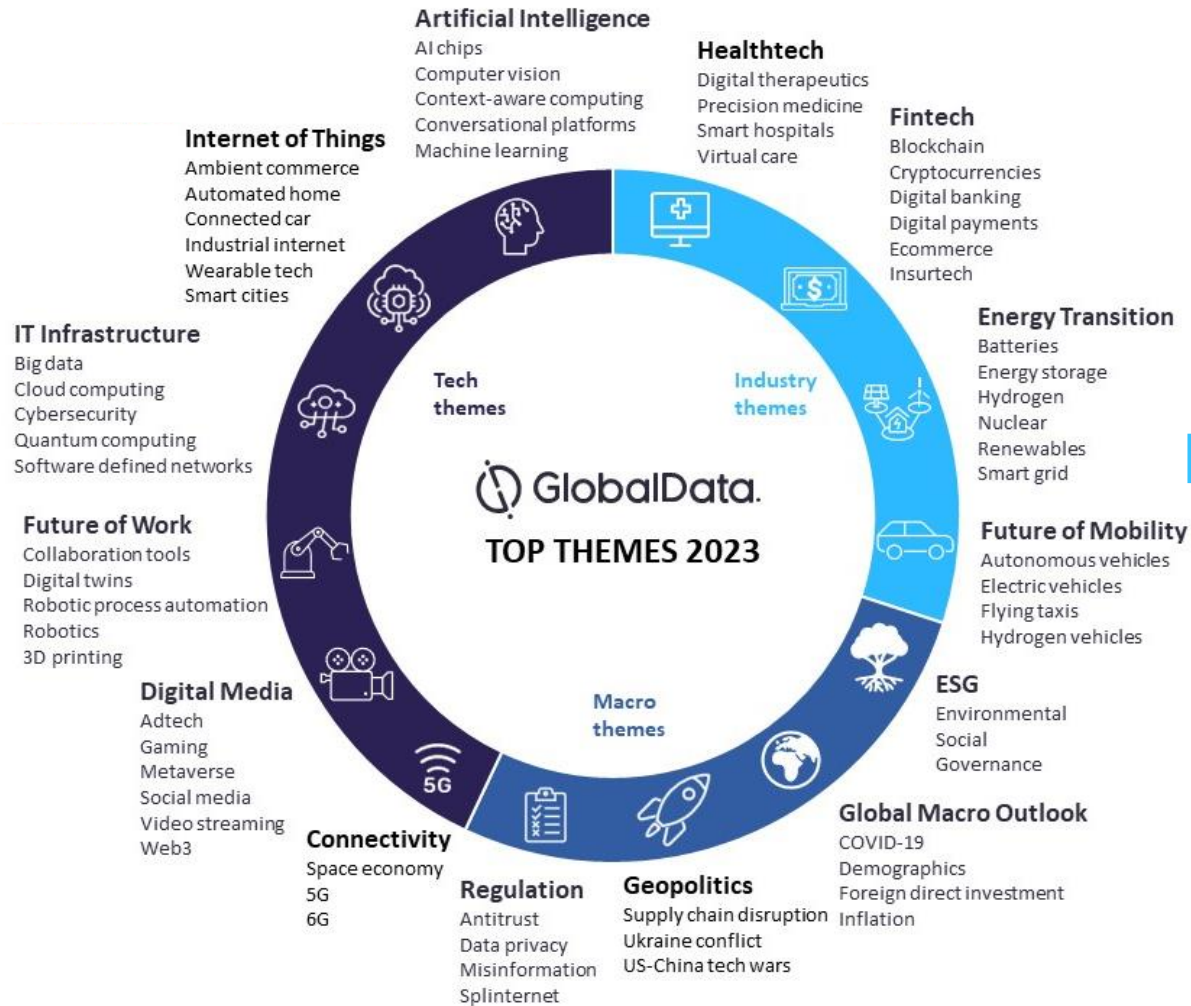 Artificial Intelligence
AI chips
Computer vision
Context-aware computing
Conversational platforms
Machine learning
Healthtech
Digital therapeutics
Precision medicine
Smart hospitals
Virtual care
Fintech
Blockchain
Cryptocurrencies
Digital banking
Digital payments
Ecommerce
Insurtech
Energy Transition
Batteries
Energy storage
Hydrogen
Nuclear
Renewables
Smart grid
Future of Mobility
Autonomous vehicles
Electric vehicles
Flying taxis
Hydrogen vehicles
ESG
Environmental
Social
Governance
Global Macro Outlook
COVID-19
Demographics
Foreign direct investment
Inflation
Geopolitics
Supply chain disruption
Ukraine conflict
US-China tech wars
Regulation
Antitrust
Data privacy
Misinformation
Splinternet
Connectivity
Space economy
5G
6G
Digital Media
Adtech
Gaming
Metaverse
Social media
Video streaming
Web3
Future of Work
Collaboration tools
Digital twins
Robotic process automation
Robotics
3D printing
IT Infrastructure
Big data
Cloud computing
Cybersecurity
Quantum computing
Software defined networks
Internet of Things
Ambient commerce
Automated home
Connected car
Industrial internet
Wearable tech
Smart cities
Tech
themes
Industry
themes
GlobalData.
TOP THEMES 2023
Macro
themes
5G
$